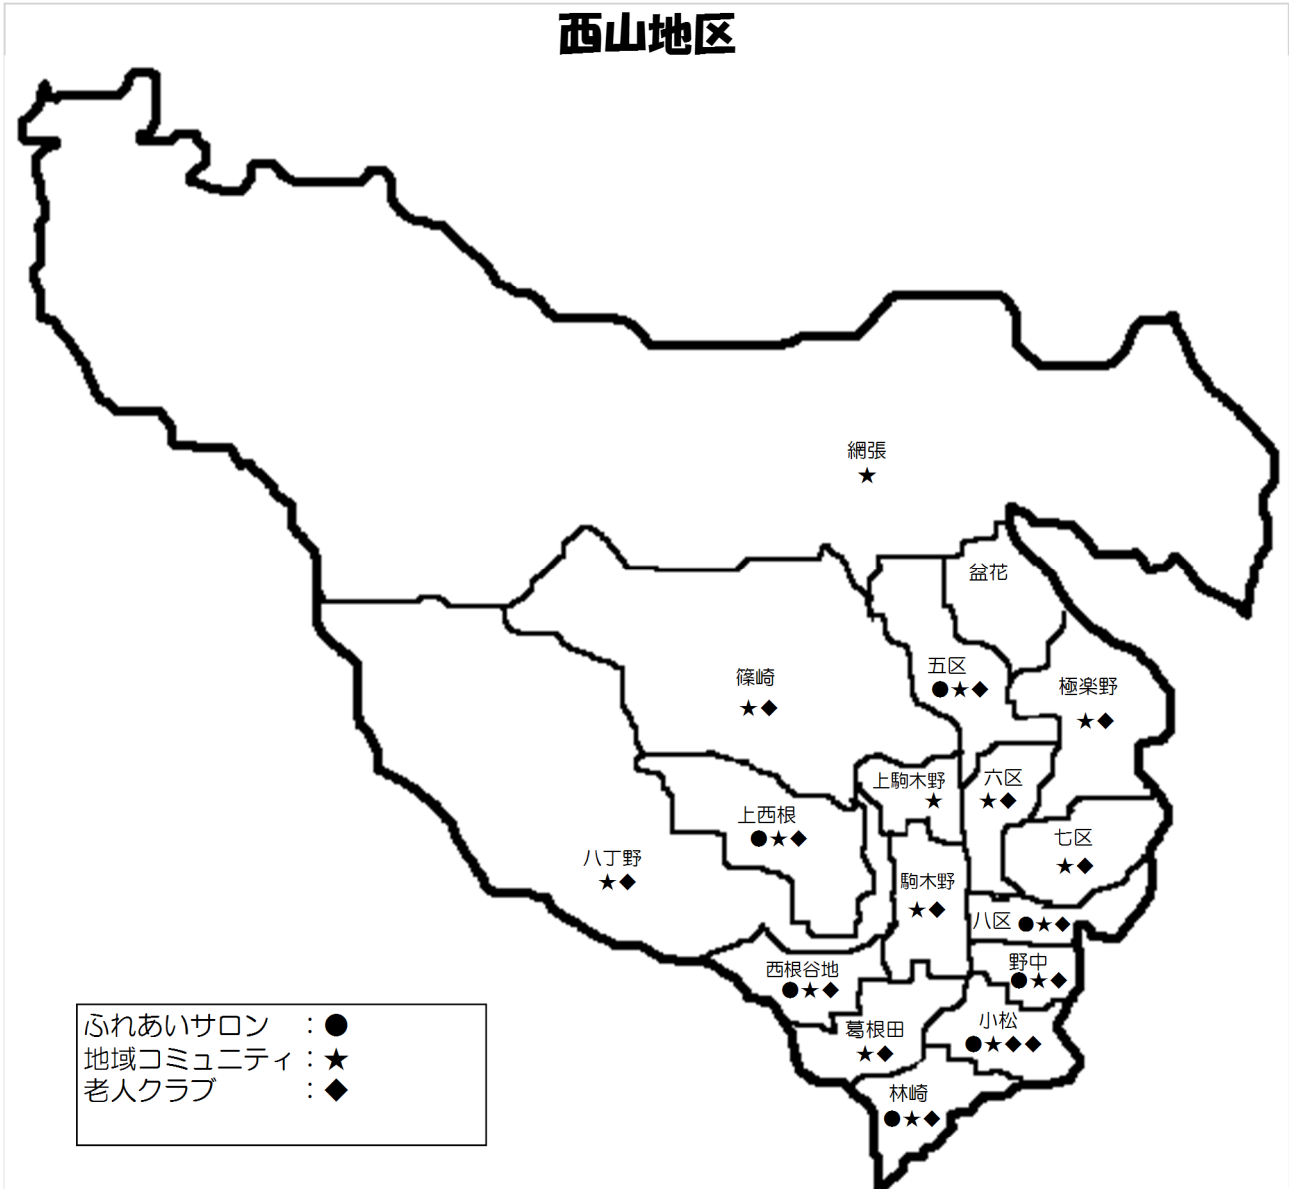 西山地区
網張
★
盆花
五区
●★◆
篠崎
★◆
極楽野
★◆
上駒木野
★
六区
★◆
上西根
●★◆
七区
★◆
八丁野
★◆
駒木野
★◆
八区 ●★◆
野中
●★◆
西根谷地
●★◆
葛根田
★◆
小松
●★◆◆
林崎
●★◆
ふれあいサロン ：●
地域コミュニティ：★
老人クラブ ：◆